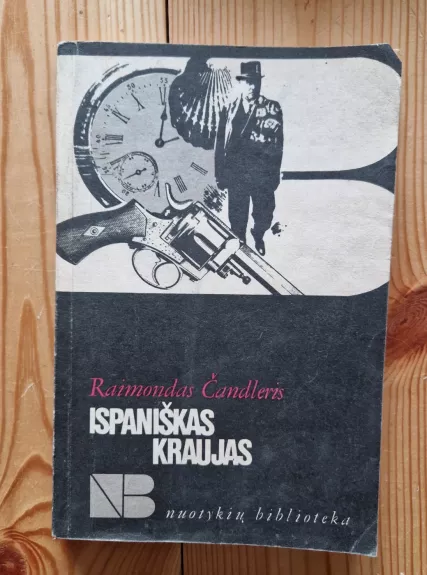 Raimondas Čandleris
ISPANIŠKAS
KRAUJAS
NB
nuotykių biblioteka